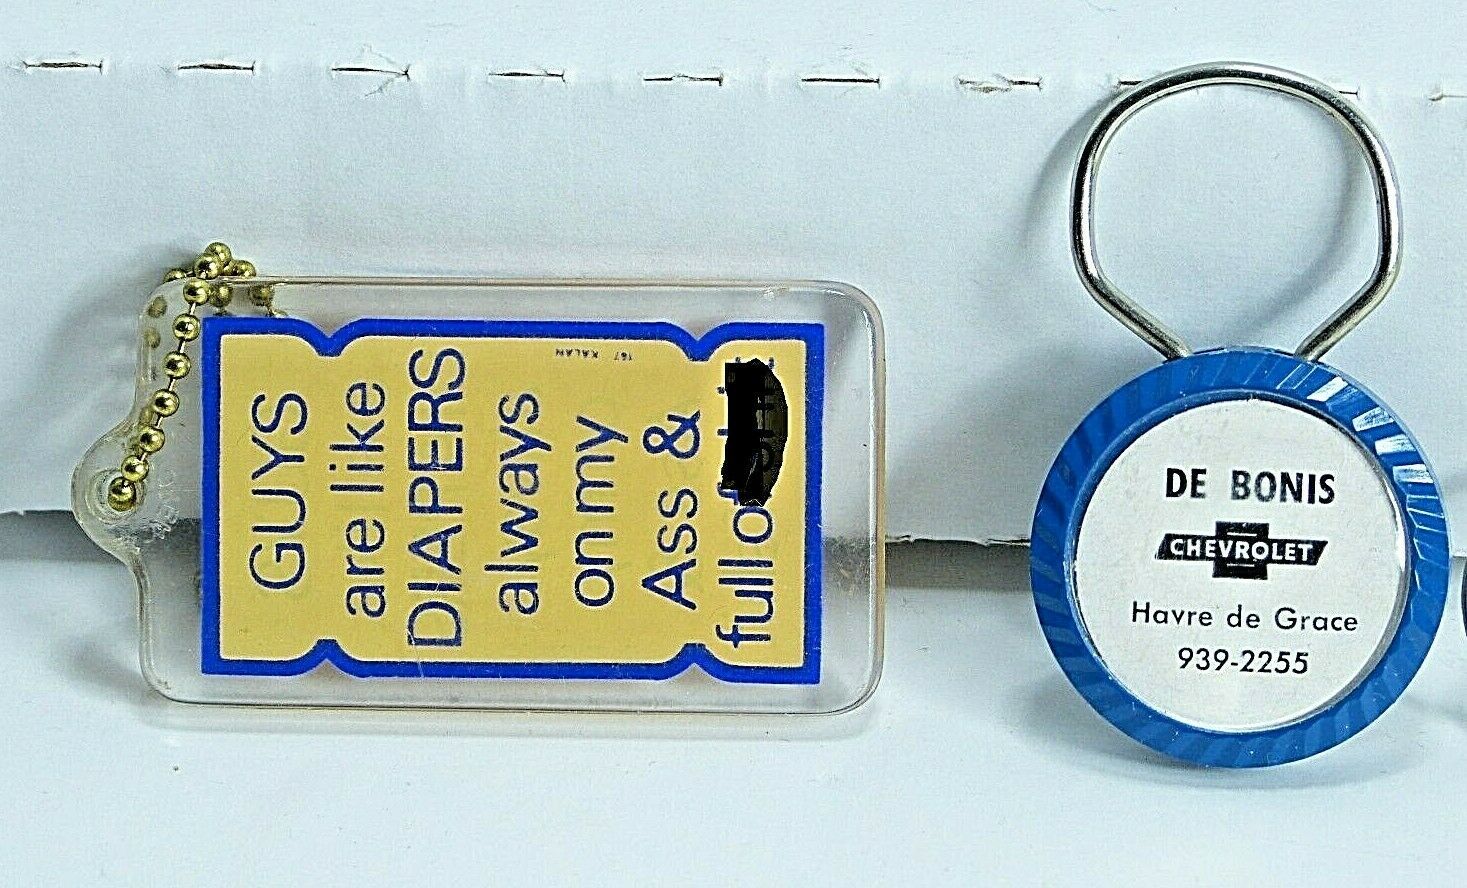 GUYS
are like
DIAPERS
always
on my
Ass &
full of
167 KALAN
DE BONIS
CHEVROLET
Havre de Grace
939-2255